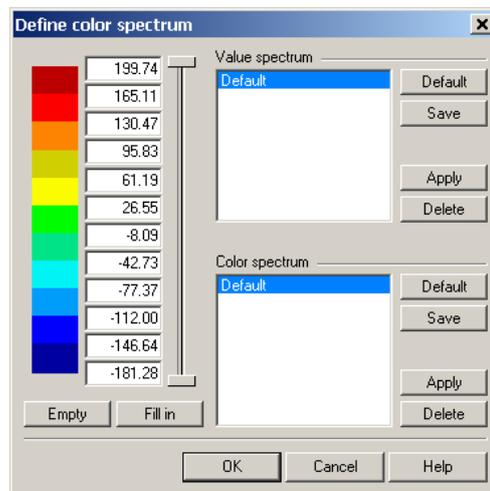 Define color spectrum
199.74
165.11
130.47
95.83
61.19
26.55
-8.09
-42.73
-77.37
-112.00
-146.64
-181.28
Empty
Fill in
Value spectrum
Default
Default
Save
Apply
Delete
Color spectrum
Default
Default
Save
Apply
Delete
OK
Cancel
Help